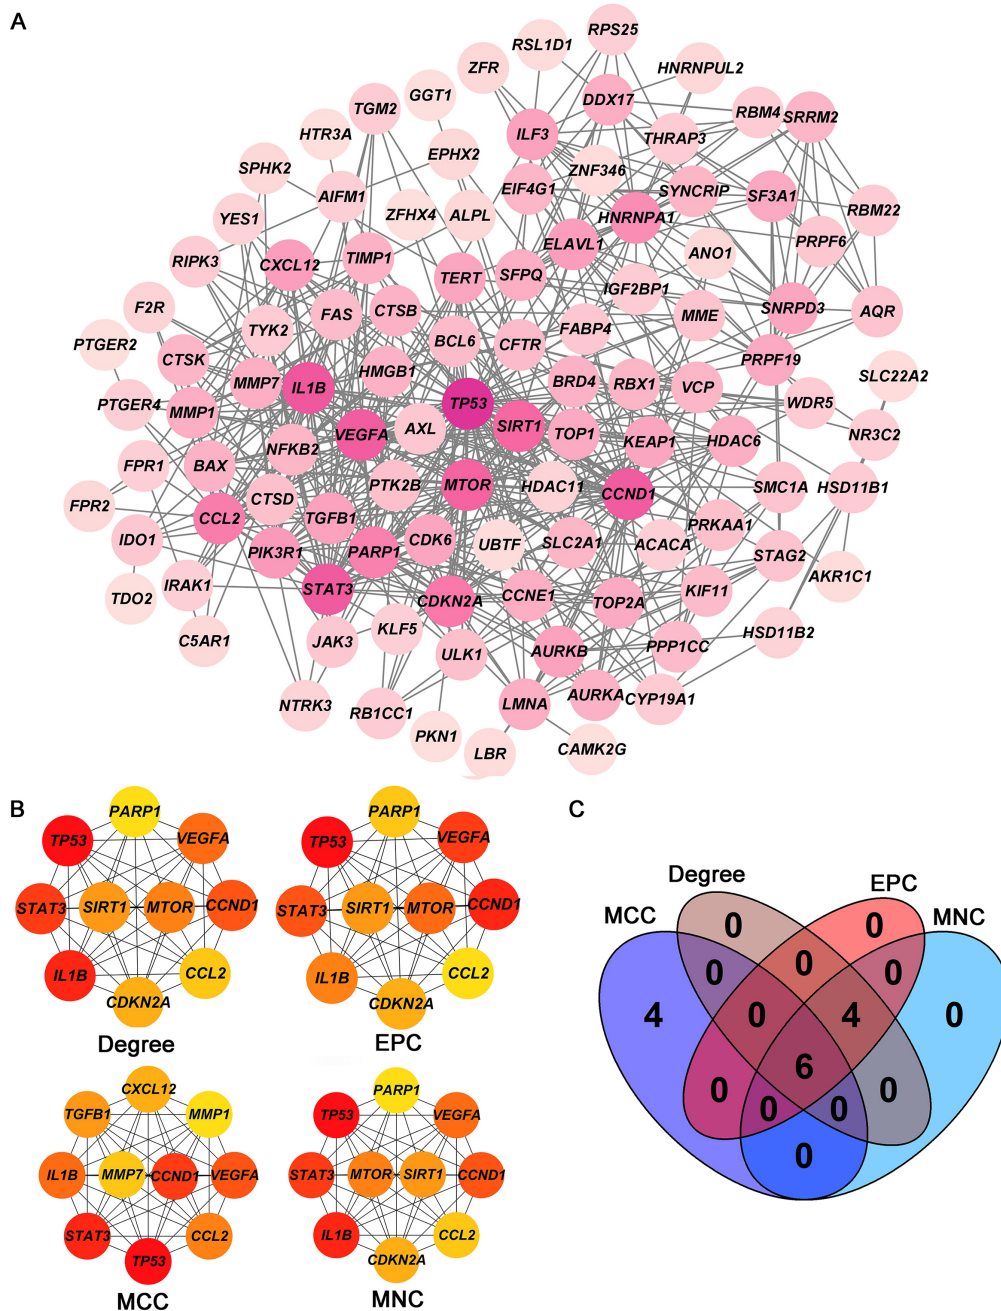 A
RPS25
RSL1D1
ZFR
HNRNPUL2
GGT1
TGM2
DDX17
RBM4
SRRM2
HTR3A
ILF3
THRAP3
EPHX2
SPHK2
ZNF346
AIFM1
EIF4G1
SYNCRIP
SF3A1
YES1
ZFHX4
ALPL
HNRNPA1
RBM22
RIPK3
CXCL12
TIMP1
ELAVL1
PRPF6
TERT
SFPQ
ANO1
IGF2BP1
F2R
FAS
CTSB
SNRPD3
AQR
TYK2
FABP4
MME
PTGER2
BCL6
CFTR
CTSK
HMGB1
PRPF19
MMP7
IL1B
BRD4
RBX1
VCP
SLC22A2
PTGER4
MMP1
TP53
WDR5
AXL
SIRT1
VEGFA
TOP1
KEAP1
HDAC6
NR3C2
NFKB2
FPR1
BAX
PTK2B
MTOR
HDAC11
CCND1
SMC1A
HSD11B1
FPR2
CTSD
CCL2
TGFB1
PRKAA1
IDO1
PIK3R1
PARP1
CDK6
UBTF
SLC2A1
ACACA
STAG2
AKR1C1
TDO2
IRAK1
STAT3
CDKN2A
CCNE1
TOP2A
KIF11
C5AR1
JAK3
KLF5
HSD11B2
ULK1
AURKB
PPP1CC
NTRK3
RB1CC1
LMNA
AURKA
CYP19A1
PKN1
LBR
CAMK2G
B
PARP1
TP53
VEGFA
STAT3
SIRT1
MTOR
CCND1
IL1B
CCL2
CDKN2A
Degree
PARP1
TP53
VEGFA
STAT3
SIRT1
MTOR
CCND1
IL1B
CCL2
CDKN2A
EPC
CXCL12
TGFB1
MMP1
IL1B
MMP7
CCND1
VEGFA
STAT3
CCL2
TP53
MCC
PARP1
TP53
VEGFA
STAT3
MTOR
SIRT1
CCND1
IL1B
CCL2
CDKN2A
MNC
C
Degree
EPC
MCC
MNC
0
0
0
0
0
4
0
4
0
6
0
0
0
0
0